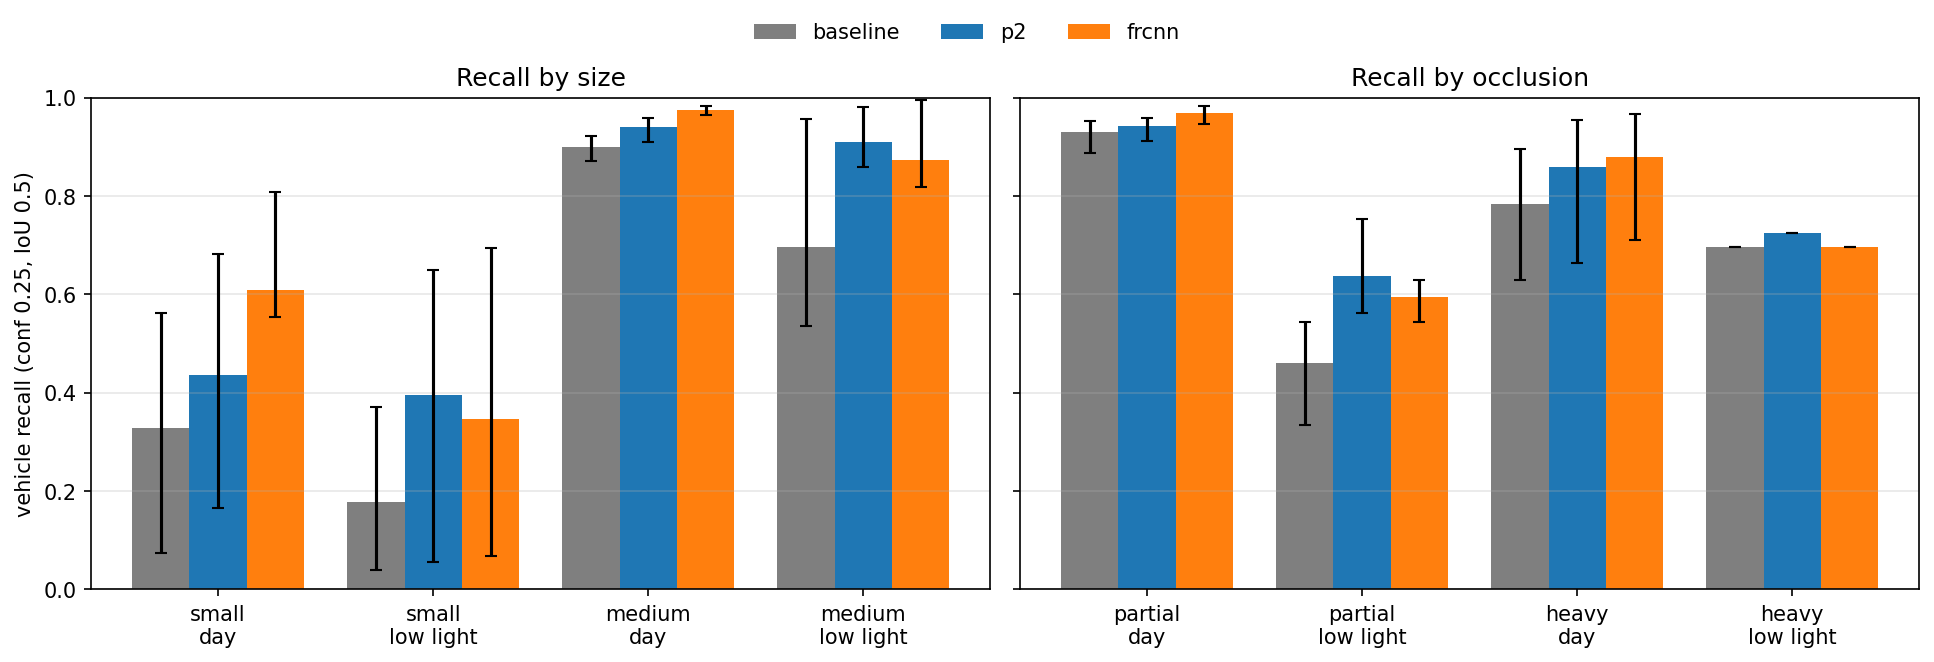 baseline
p2
frcnn
Recall by size
Recall by occlusion
vehicle recall (conf 0.25, IoU 0.5)
1.0
0.8
0.6
0.4
0.2
0.0
small
day
small
low light
medium
day
medium
low light
partial
day
partial
low light
heavy
day
heavy
low light